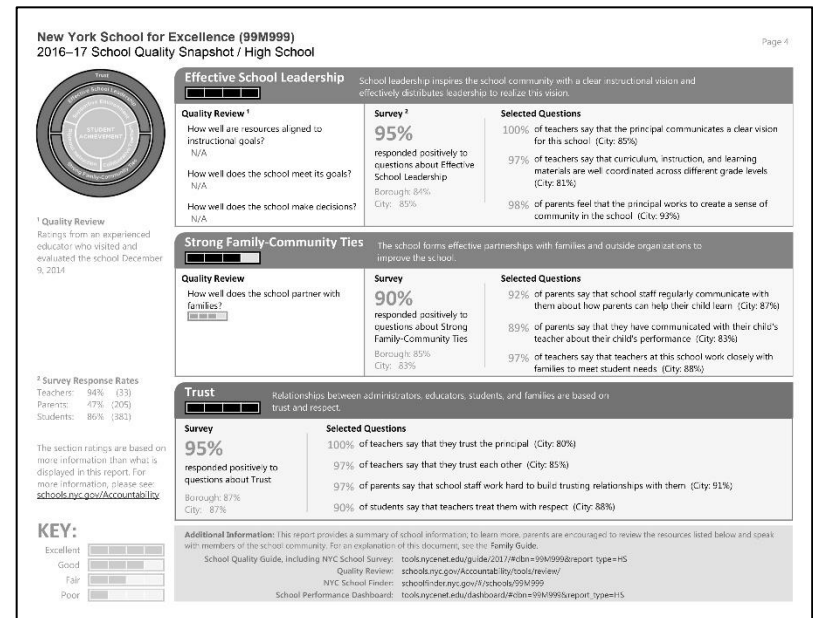 New York School for Excellence (99M999)
2016–17 School Quality Snapshot / High School
Page 4
Trust
Effective School Leadership
STUDENT
ACHIEVEMENT
Strong Family-Community Ties
¹ Quality Review
Ratings from an experienced
educator who visited and
evaluated the school December
9, 2014
² Survey Response Rates
Teachers: 94% (33)
Parents: 47% (205)
Students: 86% (381)
The section ratings are based on
more information than what is
displayed in this report. For
more information, please see:
schools.nyc.gov/Accountability
KEY:
Excellent
Good
Fair
Poor
Effective School Leadership
School leadership inspires the school community with a clear instructional vision and
effectively distributes leadership to realize this vision.
Quality Review ¹
How well are resources aligned to
instructional goals?
N/A
How well does the school meet its goals?
N/A
How well does the school make decisions?
N/A
Survey ²
95%
responded positively to
questions about Effective
School Leadership
Borough: 84%
City: 85%
Selected Questions
100% of teachers say that the principal communicates a clear vision
for this school (City: 85%)
97% of teachers say that curriculum, instruction, and learning
materials are well coordinated across different grade levels
(City: 81%)
98% of parents feel that the principal works to create a sense of
community in the school (City: 93%)
Strong Family-Community Ties
The school forms effective partnerships with families and outside organizations to
improve the school.
Quality Review
How well does the school partner with
families?
Survey
90%
responded positively to
questions about Strong
Family-Community Ties
Borough: 85%
City: 83%
Selected Questions
92% of parents say that school staff regularly communicate with
them about how parents can help their child learn (City: 87%)
89% of parents say that they have communicated with their child's
teacher about their child's performance (City: 83%)
97% of teachers say that teachers at this school work closely with
families to meet student needs (City: 88%)
Trust
Relationships between administrators, educators, students, and families are based on
trust and respect.
Survey
95%
responded positively to
questions about Trust
Borough: 87%
City: 87%
Selected Questions
100% of teachers say that they trust the principal (City: 80%)
97% of teachers say that they trust each other (City: 85%)
97% of parents say that school staff work hard to build trusting relationships with them (City: 91%)
90% of students say that teachers treat them with respect (City: 88%)
Additional Information: This report provides a summary of school information; to learn more, parents are encouraged to review the resources listed below and speak
with members of the school community. For an explanation of this document, see the Family Guide.
School Quality Guide, including NYC School Survey: tools.nycenet.edu/guide/2017/#dbn=99M999&report_type=HS
Quality Review: schools.nyc.gov/Accountability/tools/review/
NYC School Finder: schoolfinder.nyc.gov/#/schools/99M999
School Performance Dashboard: tools.nycenet.edu/dashboard/#dbn=99M999&report_type=HS